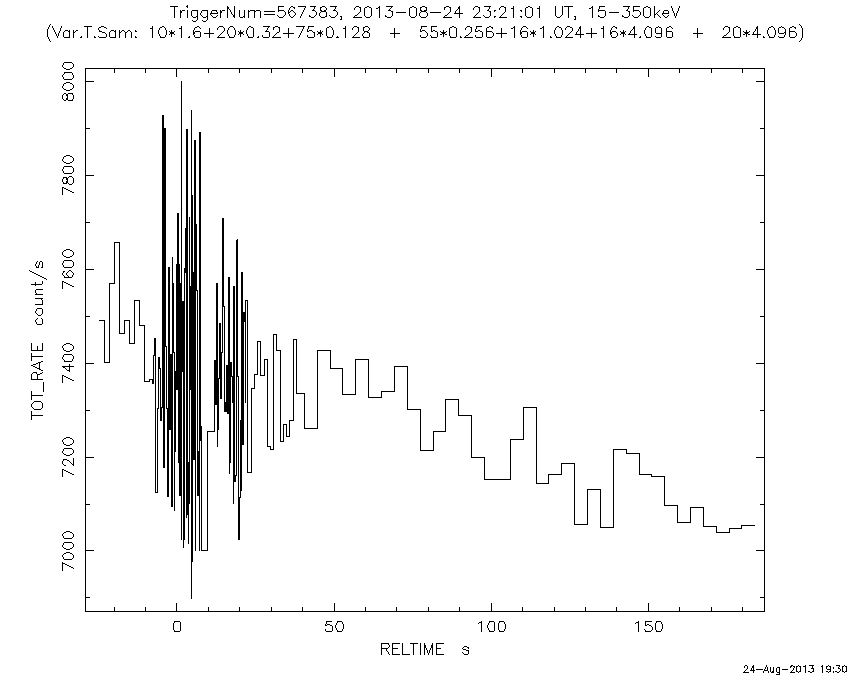 TriggerNum=567383, 2013-08-24 23:21:01 UT, 15-350keV
(Var.T.Sam: 10*1.6+20*0.32+75*0.128 + 55*0.256+16*1.024+16*4.096 + 20*4.096)
8000
7800
7600
7400
7200
7000
TOT_RATE count/s
0 50 100 150
RELTIME s
24-Aug-2013 19:30